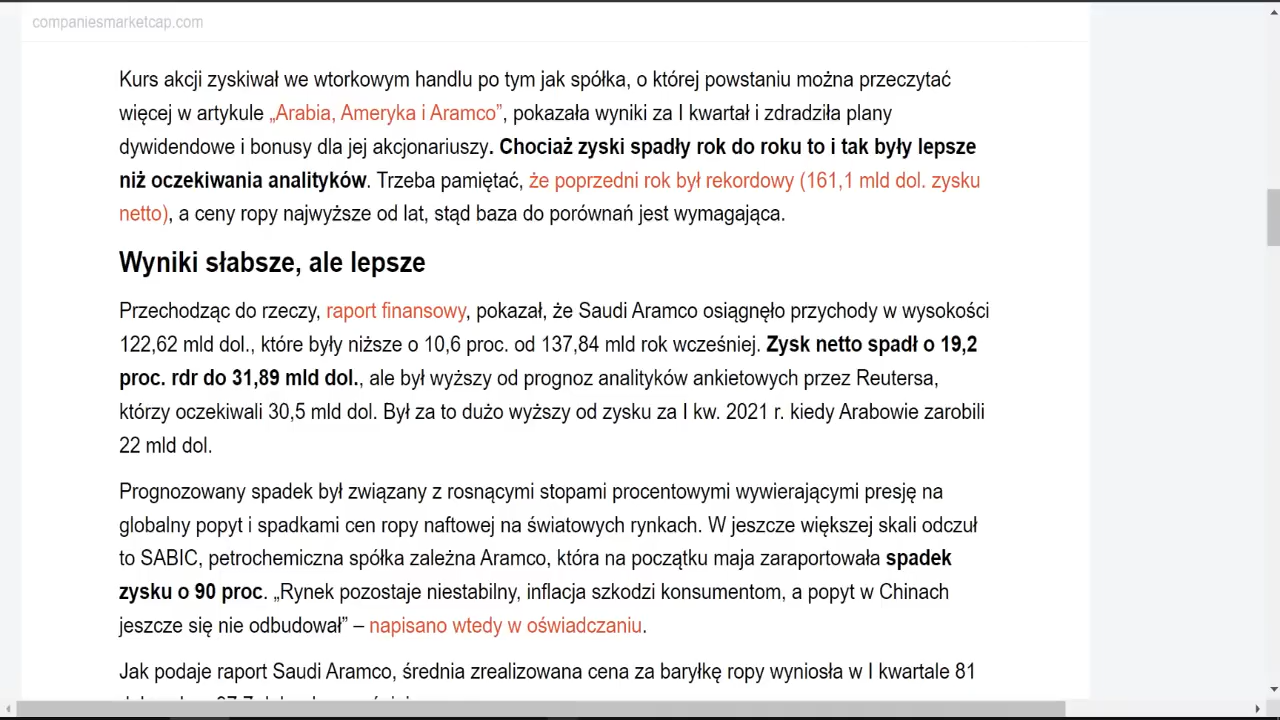 companiesmarketcap.com
Kurs akcji zyskiwał we wtorkowym handlu po tym jak spółka, o której powstaniu można przeczytać
więcej w artykule „Arabia, Ameryka i Aramco”, pokazała wyniki za I kwartał i zdradziła plany
dywidendowe i bonusy dla jej akcjonariuszy. Chociaż zyski spadły rok do roku to i tak były lepsze
niż oczekiwania analityków. Trzeba pamiętać, że poprzedni rok był rekordowy (161,1 mld dol. zysku
netto), a ceny ropy najwyższe od lat, stąd baza do porównań jest wymagająca.
Wyniki słabsze, ale lepsze
Przechodząc do rzeczy, raport finansowy, pokazał, że Saudi Aramco osiągnęło przychody w wysokości
122,62 mld dol., które były niższe o 10,6 proc. od 137,84 mld rok wcześniej. Zysk netto spadł o 19,2
proc. rdr do 31,89 mld dol., ale był wyższy od prognoz analityków ankietowych przez Reutersa,
którzy oczekiwali 30,5 mld dol. Był za to dużo wyższy od zysku za I kw. 2021 r. kiedy Arabowie zarobili
22 mld dol.
Prognozowany spadek był związany z rosnącymi stopami procentowymi wywierającymi presję na
globalny popyt i spadkami cen ropy naftowej na światowych rynkach. W jeszcze większej skali odczuł
to SABIC, petrochemiczna spółka zależna Aramco, która na początku maja zaraportowała spadek
zysku o 90 proc. „Rynek pozostaje niestabilny, inflacja szkodzi konsumentom, a popyt w Chinach
jeszcze się nie odbudował” – napisano wtedy w oświadczaniu.
Jak podaje raport Saudi Aramco, średnia zrealizowana cena za baryłkę ropy wyniosła w I kwartale 81